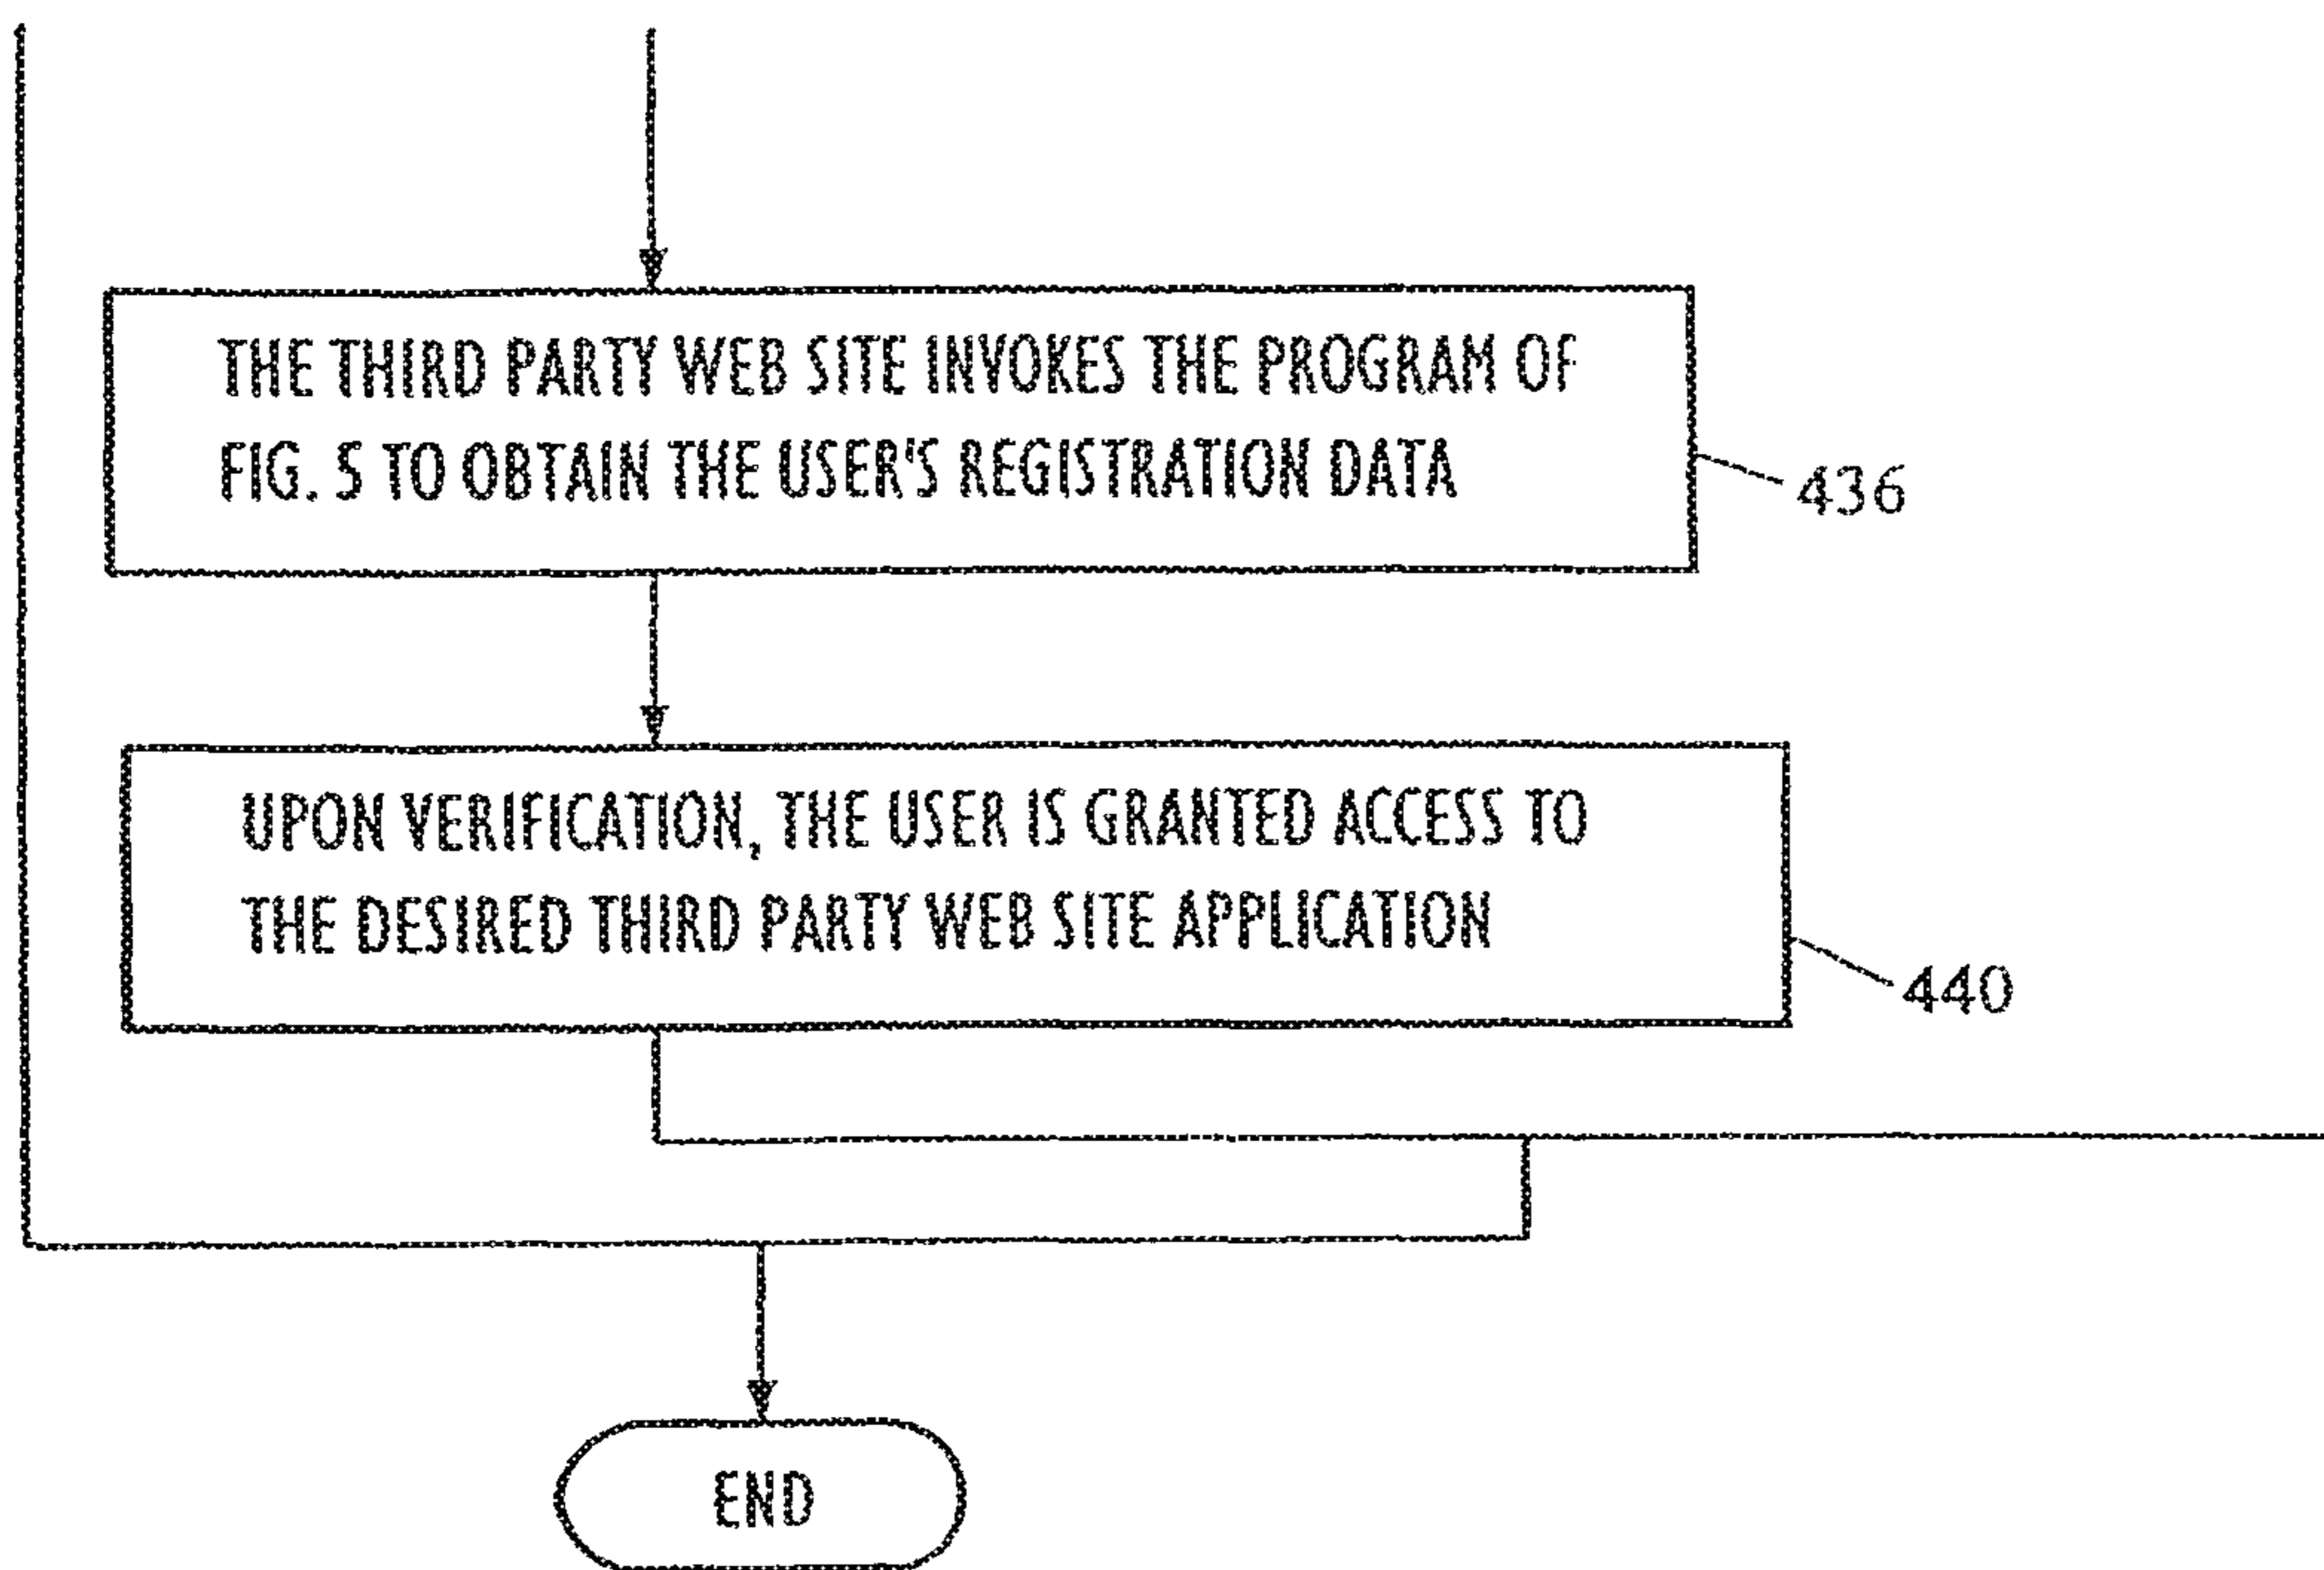 THE THIRD PARTY WEB SITE INVOKES THE PROGRAM OF
FIG. 5 TO OBTAIN THE USER'S REGISTRATION DATA
436
UPON VERIFICATION, THE USER IS GRANTED ACCESS TO
THE DESIRED THIRD PARTY WEB SITE APPLICATION
440
END